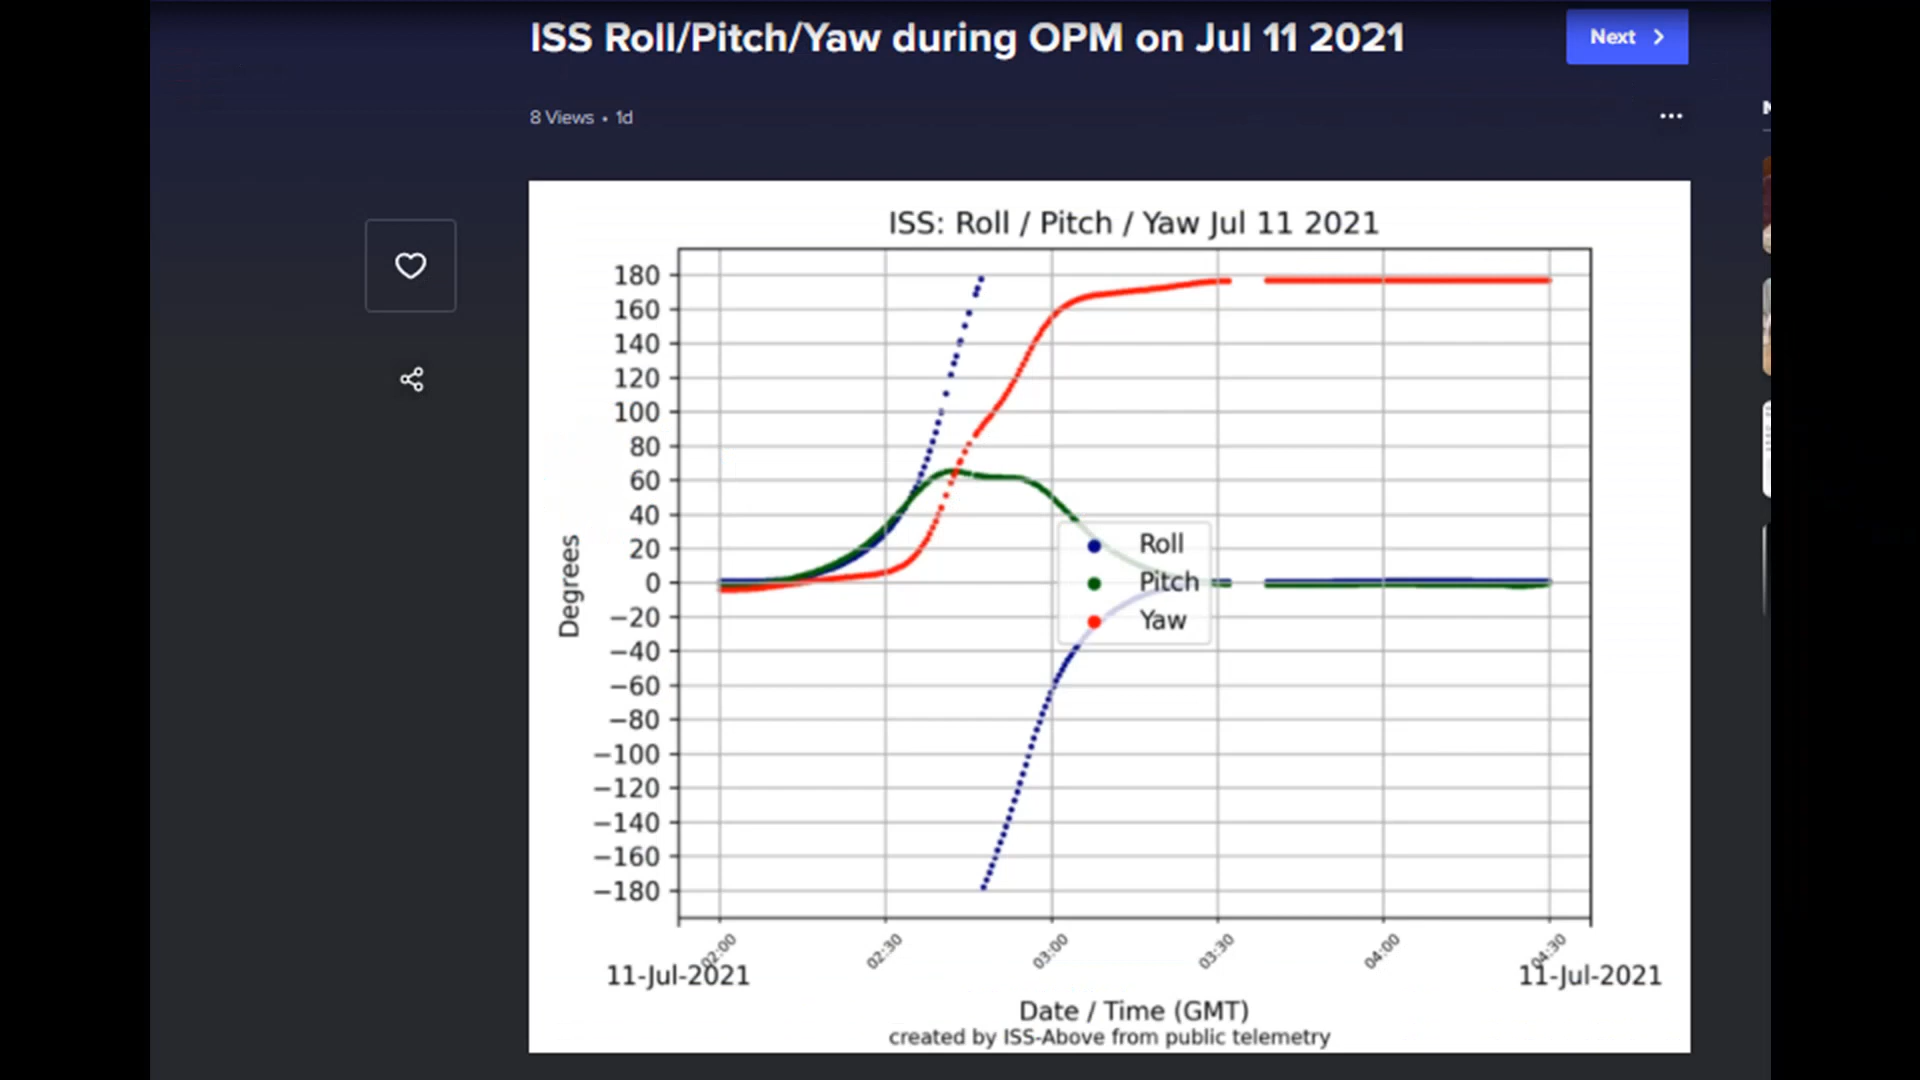 ISS Roll/Pitch/Yaw during OPM on Jul 11 2021
Next
8 Views • 1d
ISS: Roll / Pitch / Yaw Jul 11 2021
180
160
140
120
100
80
60
40
20
0
−20
−40
−60
−80
−100
−120
−140
−160
−180
Degrees
Roll
Pitch
Yaw
02:00
02:30
03:00
03:30
04:00
04:30
11-Jul-2021
11-Jul-2021
Date / Time (GMT)
created by ISS-Above from public telemetry